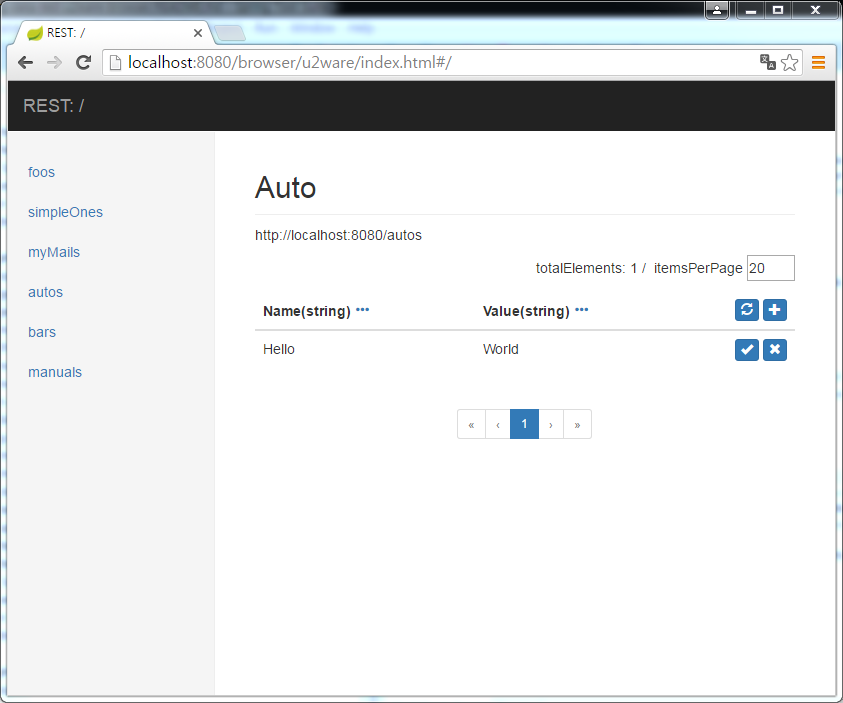 REST: /
localhost:8080/browser/u2ware/index.html#/
REST: /
foos
simpleOnes
myMails
autos
bars
manuals
Auto
http://localhost:8080/autos
totalElements: 1 / itemsPerPage 20
Name(string) ••• Value(string) •••
Hello World
« ‹ 1 › »